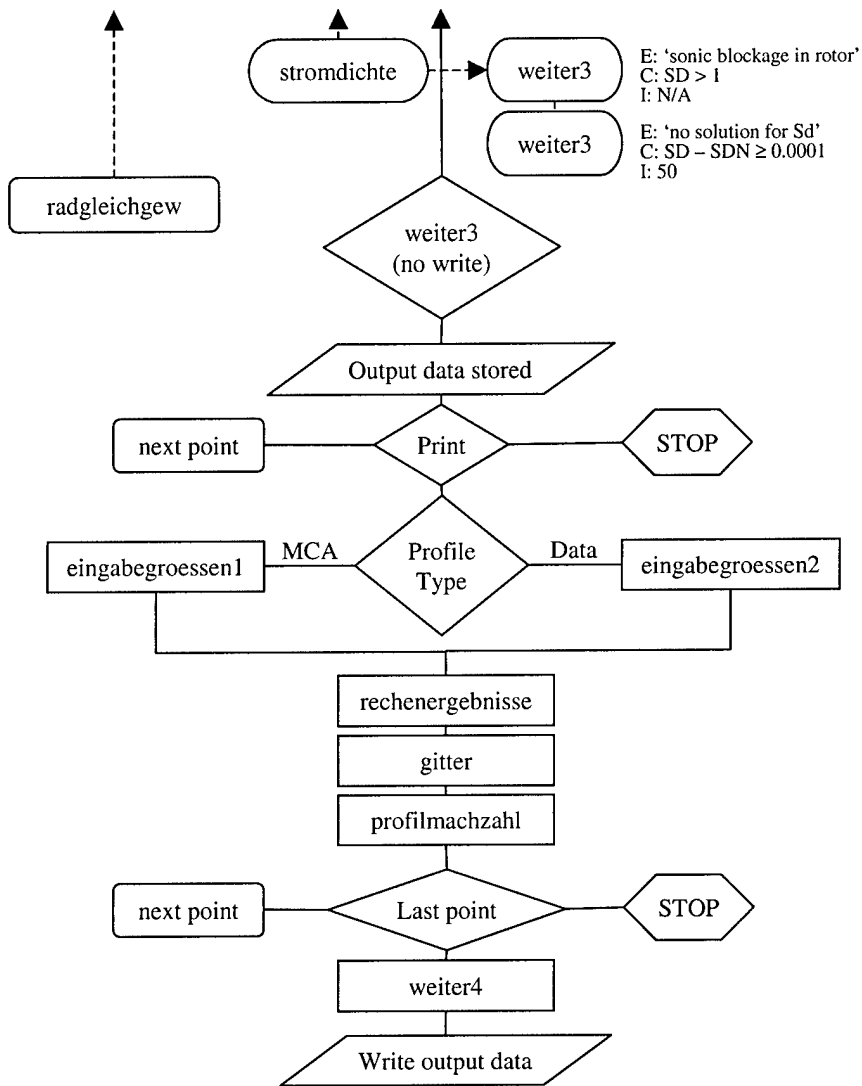 stromdichte
weiter3
E: ‘sonic blockage in rotor’
C: SD > 1
I: N/A
weiter3
E: ‘no solution for Sd’
C: SD – SDN ≥ 0.0001
I: 50
radgleichgew
weiter3
(no write)
Output data stored
next point
Print
STOP
eingabegroessen1
MCA
Profile
Type
Data
eingabegroessen2
rechenergebnisse
gitter
profilmachzahl
next point
Last point
STOP
weiter4
Write output data